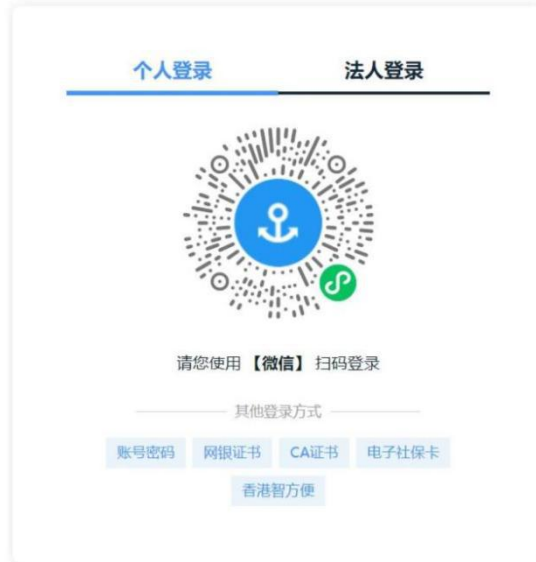 个人登录 法人登录
请您使用【微信】扫码登录
其他登录方式
账号密码 网银证书 CA证书 电子社保卡
香港智方便